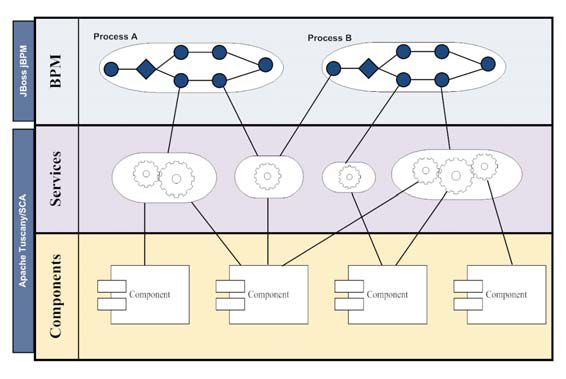 Process A
Process B
JBoss jBPM
BPM
Apache Tuscany/SCA
Services
Components
Component
Component
Component
Component